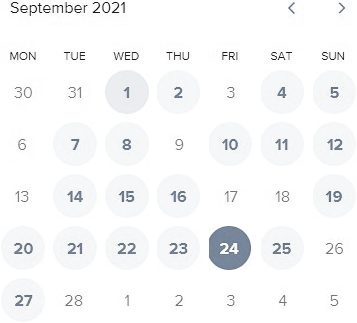 September 2021
MON TUE WED THU FRI SAT SUN
30 31 1 2 3 4 5
6 7 8 9 10 11 12
13 14 15 16 17 18 19
20 21 22 23 24 25 26
27 28 1 2 3 4 5